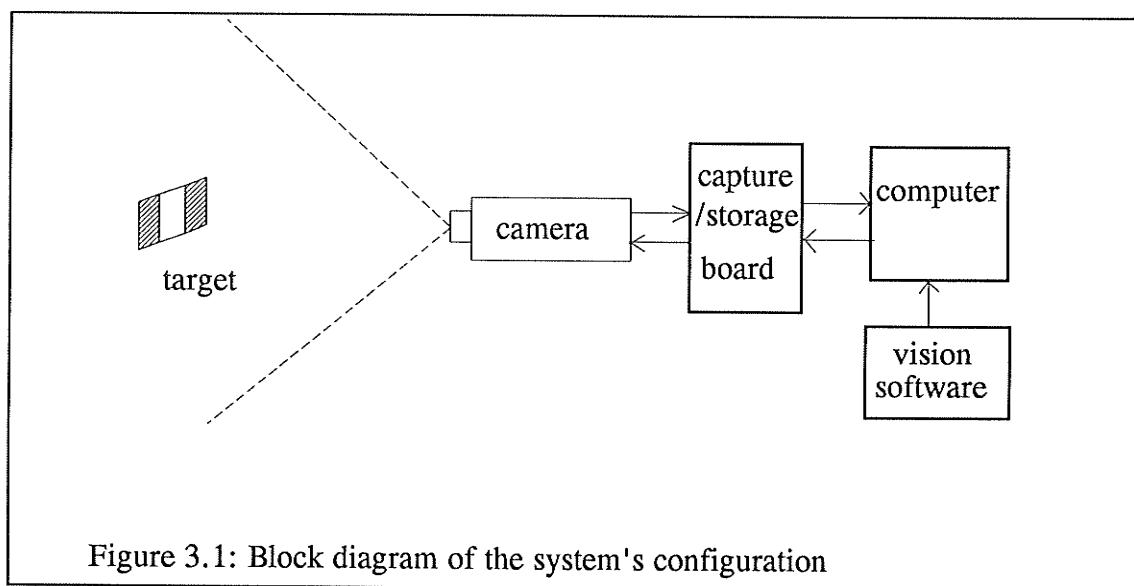 target
camera
capture
/storage
board
computer
vision
software
Figure 3.1: Block diagram of the system's configuration